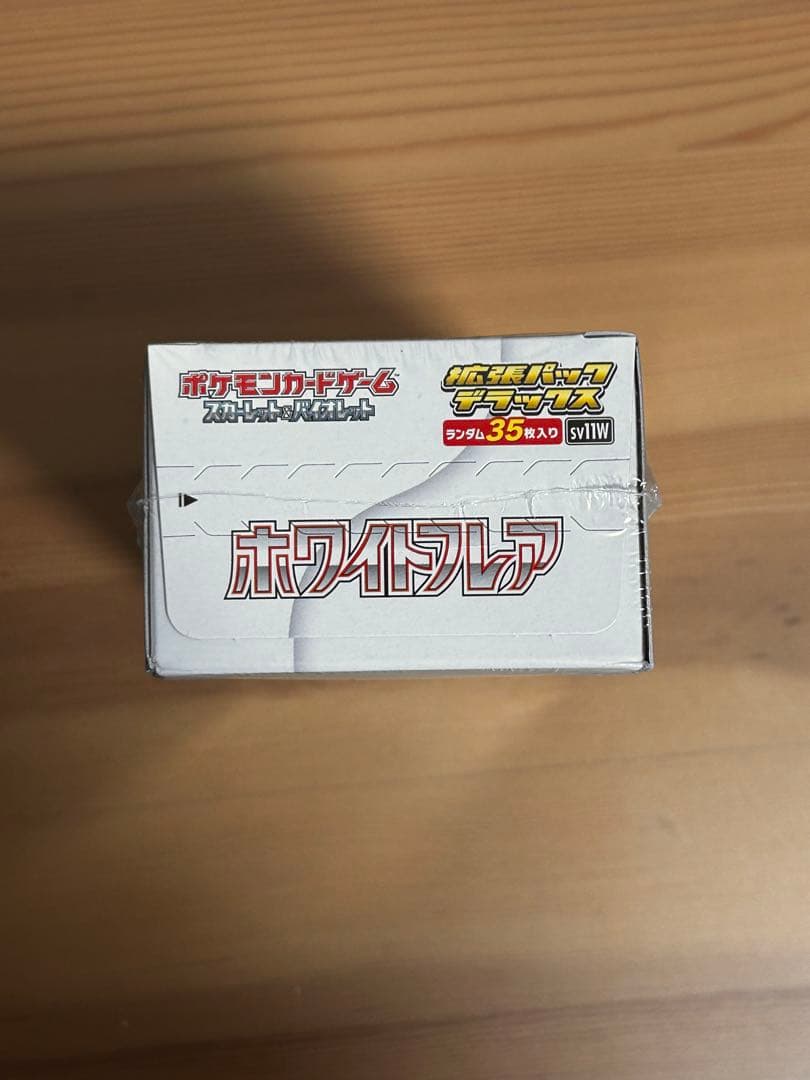 ポケモンカードゲーム
スカーレット&バイオレット
拡張パック
デラックス
ランダム35枚入り
SV11W
ホワイトフレア